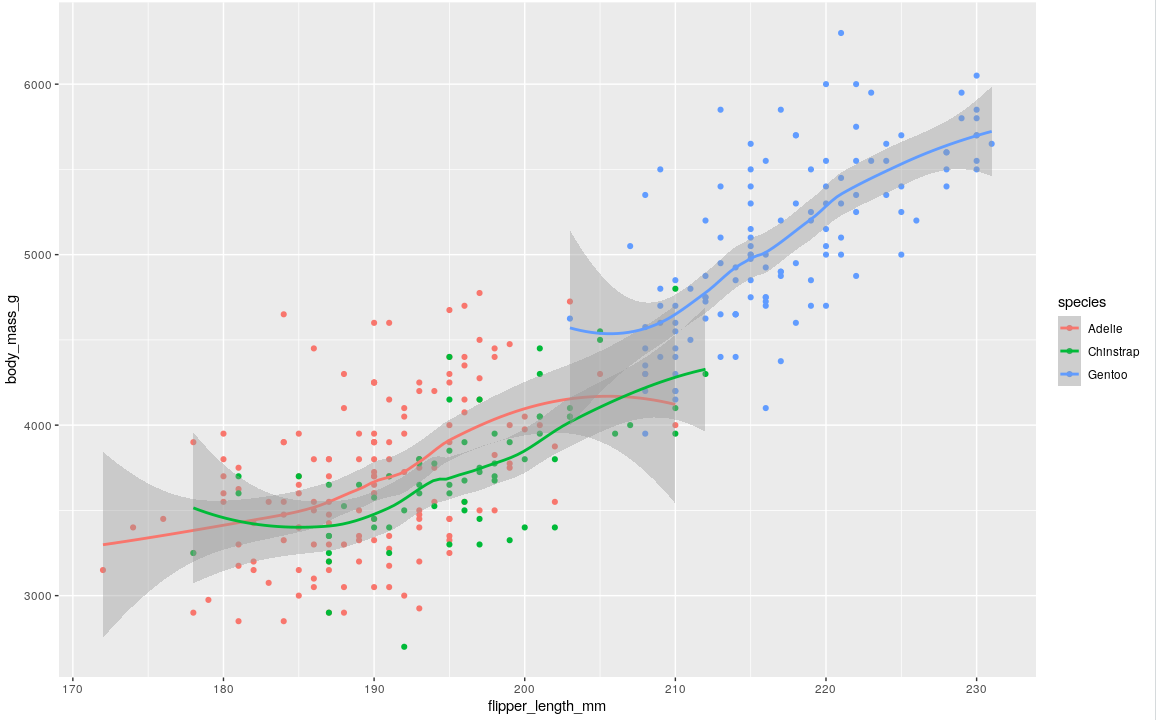 body_mass_g
6000
5000
4000
3000
170 180 190 200 210 220 230
flipper_length_mm
species
Adelie
Chinstrap
Gentoo